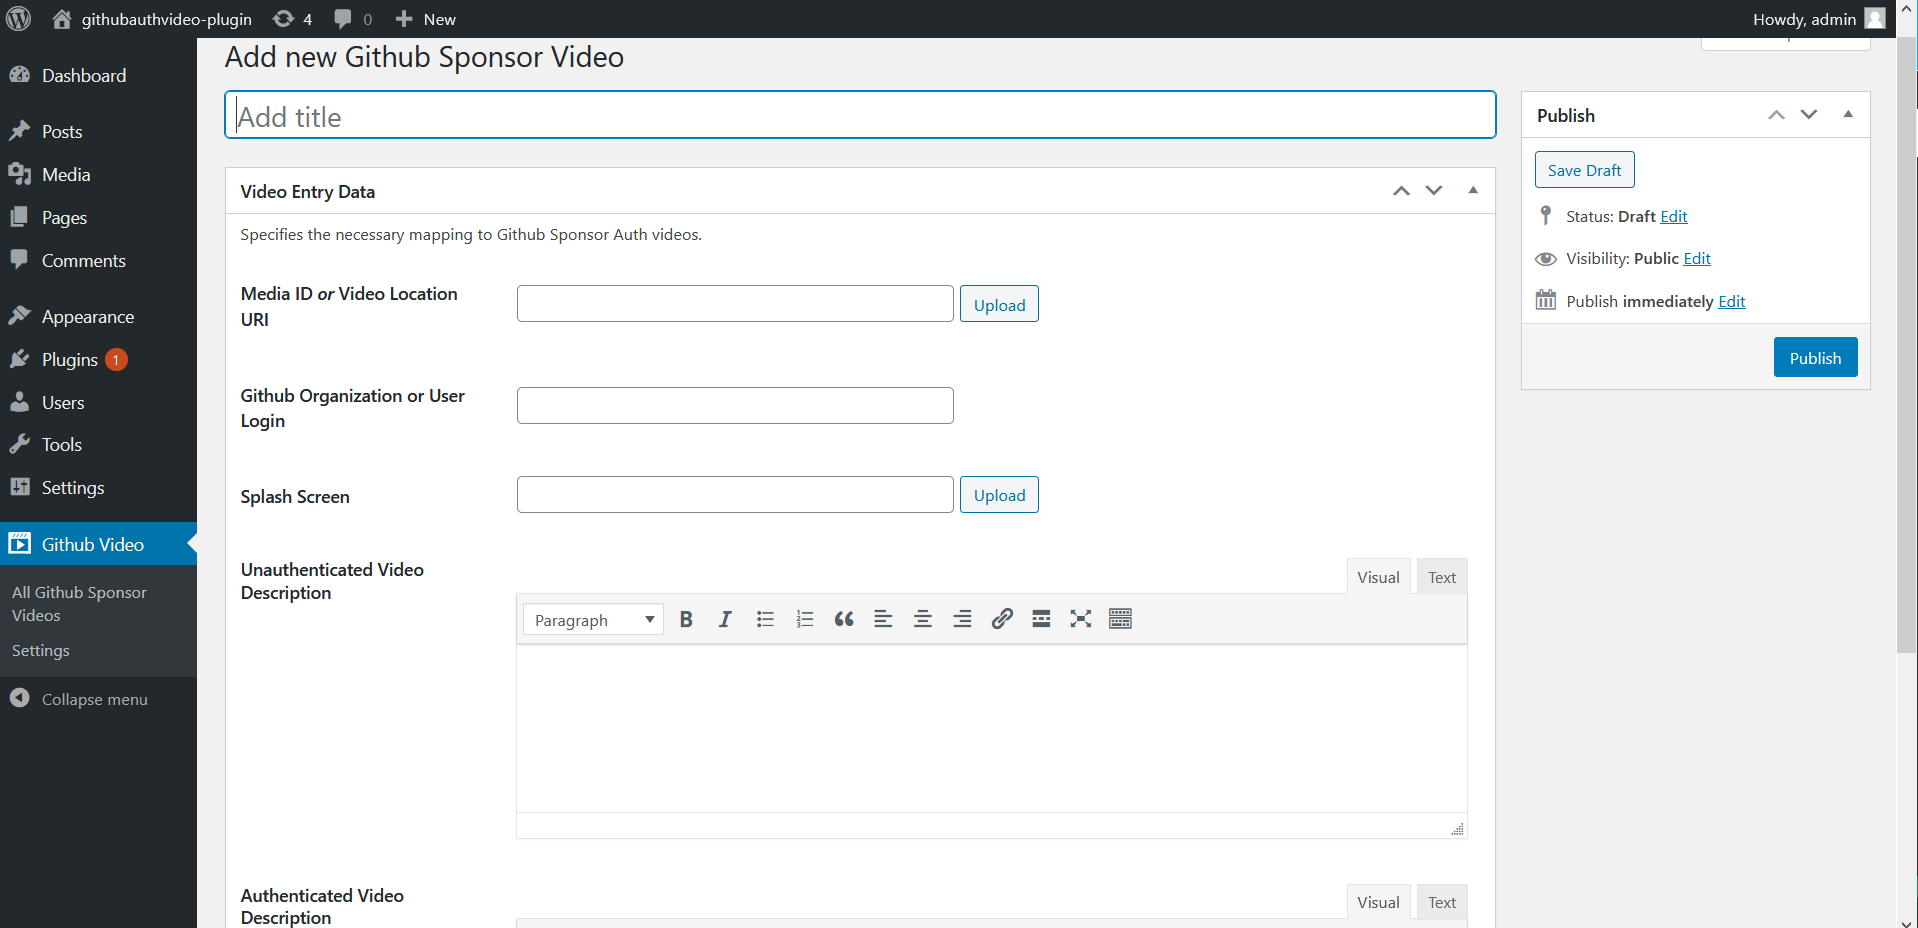 githubauthvideo-plugin 4 0 New Howdy, admin
Dashboard
Posts
Media
Pages
Comments
Appearance
Plugins 1
Users
Tools
Settings
Github Video
All Github Sponsor
Videos
Settings
Collapse menu
Add new Github Sponsor Video
Add title
Video Entry Data
Specifies the necessary mapping to Github Sponsor Auth videos.
Media ID or Video Location
URI
Upload
Github Organization or User
Login
Splash Screen
Upload
Unauthenticated Video
Description
Visual Text
Paragraph
Authenticated Video
Description
Visual Text
Publish
Save Draft
Status: Draft Edit
Visibility: Public Edit
Publish immediately Edit
Publish